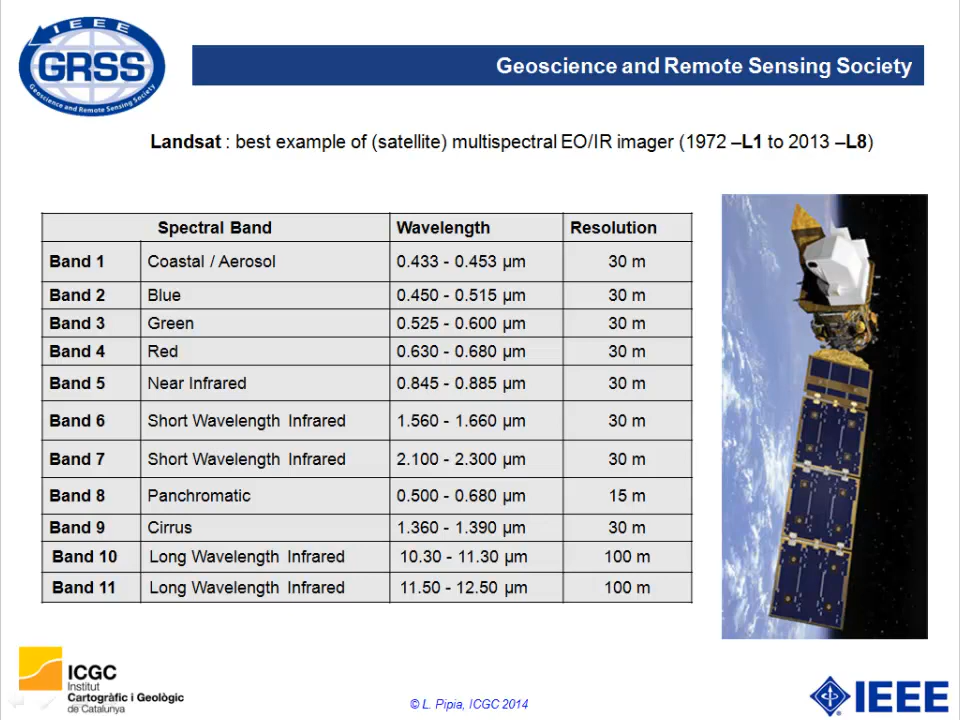 IEEE
GRSS
Geoscience and Remote Sensing Society
Geoscience and Remote Sensing Society
Landsat : best example of (satellite) multispectral EO/IR imager (1972 –L1 to 2013 –L8)
Spectral Band Wavelength Resolution
Band 1 Coastal / Aerosol 0.433 - 0.453 µm 30 m
Band 2 Blue 0.450 - 0.515 µm 30 m
Band 3 Green 0.525 - 0.600 µm 30 m
Band 4 Red 0.630 - 0.680 µm 30 m
Band 5 Near Infrared 0.845 - 0.885 µm 30 m
Band 6 Short Wavelength Infrared 1.560 - 1.660 µm 30 m
Band 7 Short Wavelength Infrared 2.100 - 2.300 µm 30 m
Band 8 Panchromatic 0.500 - 0.680 µm 15 m
Band 9 Cirrus 1.360 - 1.390 µm 30 m
Band 10 Long Wavelength Infrared 10.30 - 11.30 µm 100 m
Band 11 Long Wavelength Infrared 11.50 - 12.50 µm 100 m
ICGC
Institut
Cartogràfic i Geològic
de Catalunya
© L. Pipia, ICGC 2014
IEEE